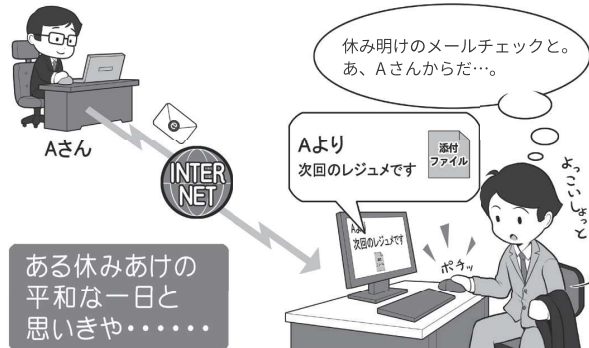 休み明けのメールチェックと。
あ、Aさんからだ…。
Aさん
INTER
NET
Aより
次回のレジュメです
添付
ファイル
よっこいしょっと
Aより
次回のレジュメです
ポチッ
ある休みあけの
平和な一日と
思いきや・・・・・・